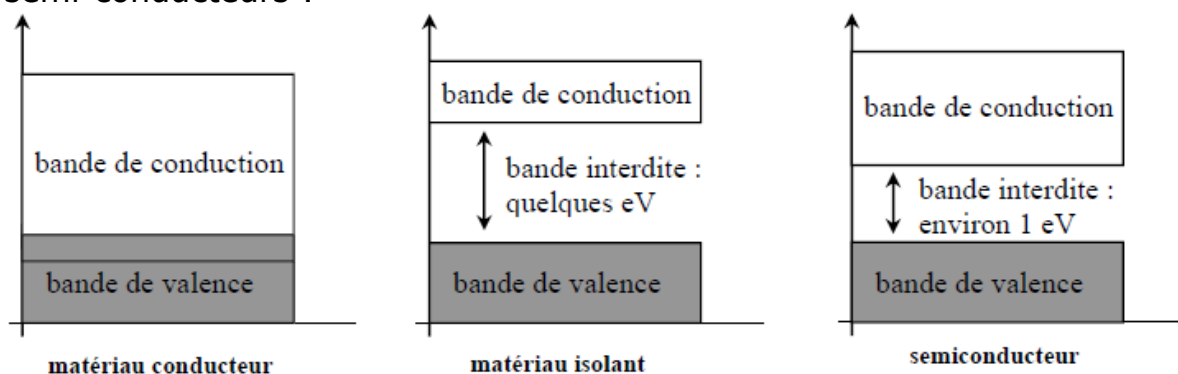 semi-conducteurs :
bande de conduction
bande de valence
matériau conducteur
bande de conduction
bande interdite :
quelques eV
bande de valence
matériau isolant
bande de conduction
bande interdite :
environ 1 eV
bande de valence
semiconducteur